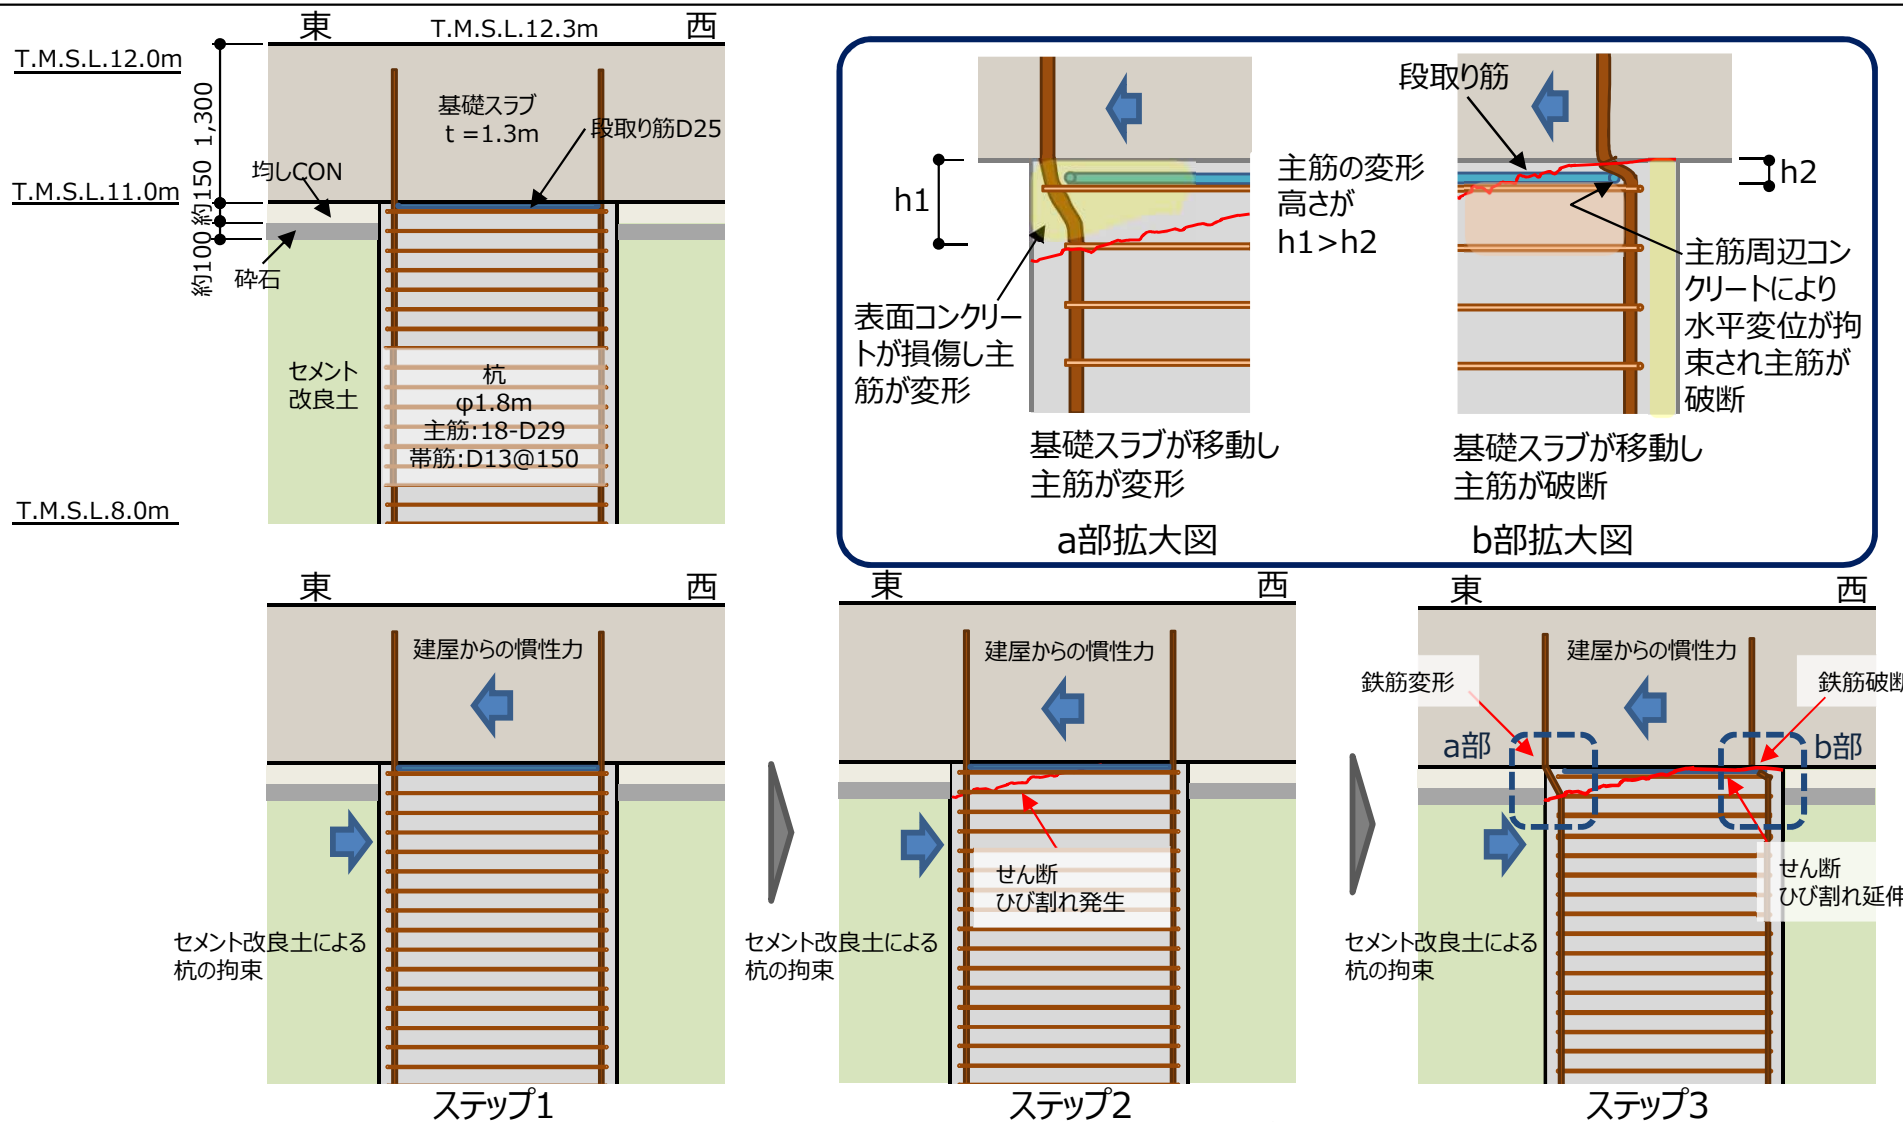 東
T.M.S.L.12.3m
西
T.M.S.L.12.0m
1,300
基礎スラブ
t =1.3m
段取り筋D25
均しCON
約150
T.M.S.L.11.0m
約100
砕石
セメント
改良土
杭
φ1.8m
主筋:18-D29
帯筋:D13@150
T.M.S.L.8.0m
h1
表面コンクリー
トが損傷し主
筋が変形
主筋の変形
高さが
h1>h2
基礎スラブが移動し
主筋が変形
a部拡大図
段取り筋
h2
主筋周辺コン
クリートにより
水平変位が拘
束され主筋が
破断
基礎スラブが移動し
主筋が破断
b部拡大図
東
西
建屋からの慣性力
セメント改良土による
杭の拘束
ステップ1
東
西
建屋からの慣性力
せん断
ひび割れ発生
セメント改良土による
杭の拘束
ステップ2
東
西
建屋からの慣性力
鉄筋変形
鉄筋破断
a部
b部
せん断
ひび割れ延伸
セメント改良土による
杭の拘束
ステップ3